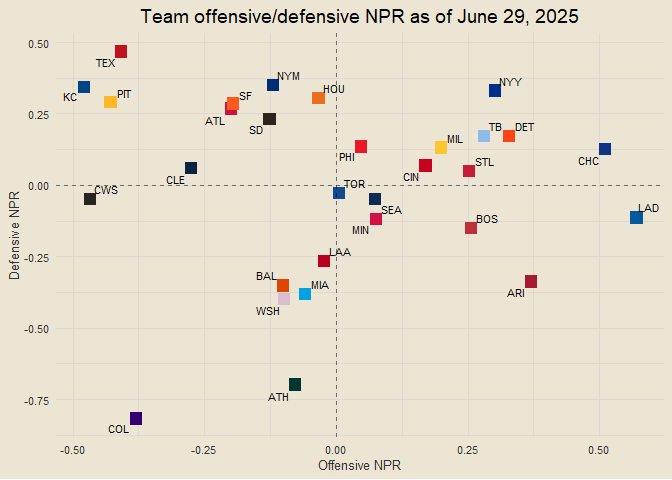 Team offensive/defensive NPR as of June 29, 2025
0.50
TEX
NYM
KC
PIT
SF
HOU
NYY
0.25
ATL
SD
TB
DET
MIL
PHI
STL
CHC
CIN
CLE
0.00
CWS
TOR
SEA
LAD
MIN
BOS
Defensive NPR
-0.25
LAA
BAL
MIA
ARI
WSH
-0.50
ATH
-0.75
COL
-0.50
-0.25
0.00
0.25
0.50
Offensive NPR